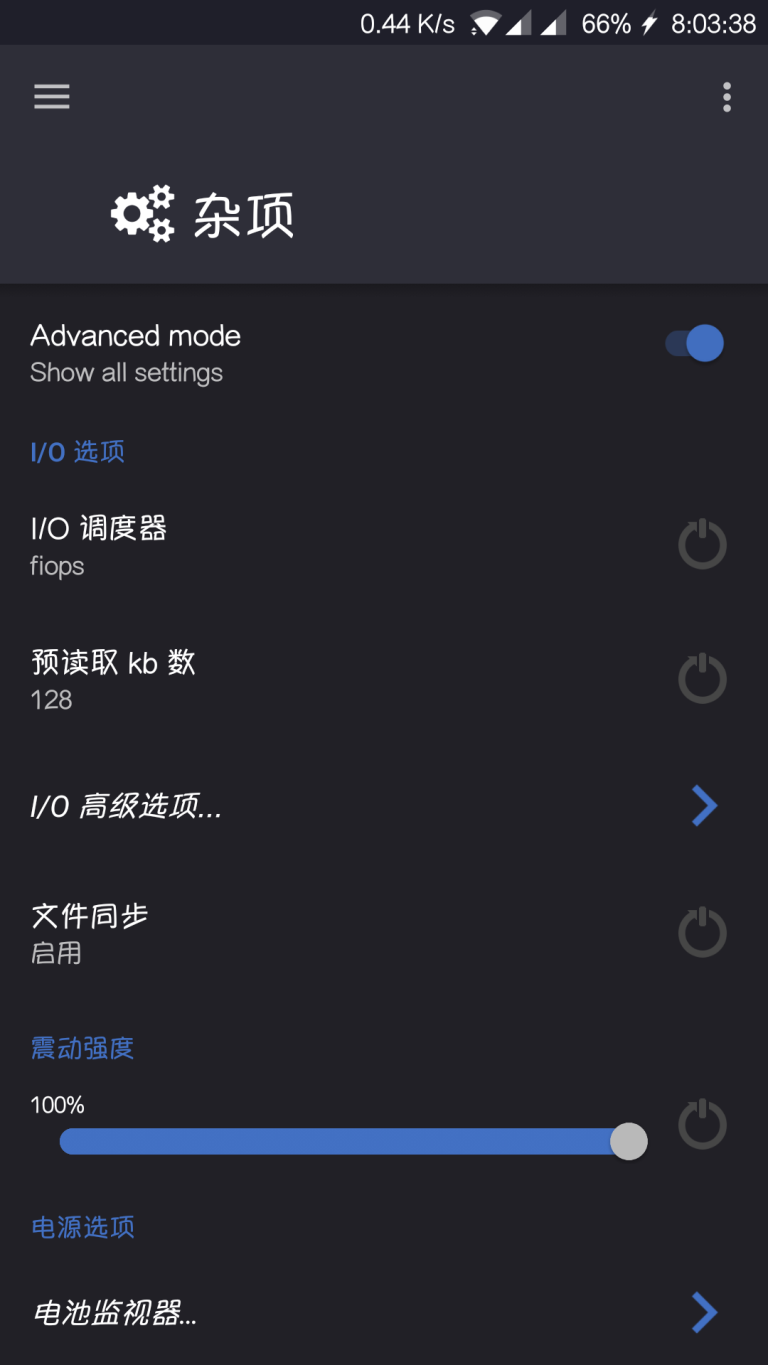 0.44 K/s 66% 8:03:38
杂项
Advanced mode
Show all settings
I/O 选项
I/O 调度器
fiops
预读取 kb 数
128
I/O 高级选项...
文件同步
启用
震动强度
100%
电源选项
电池监视器...